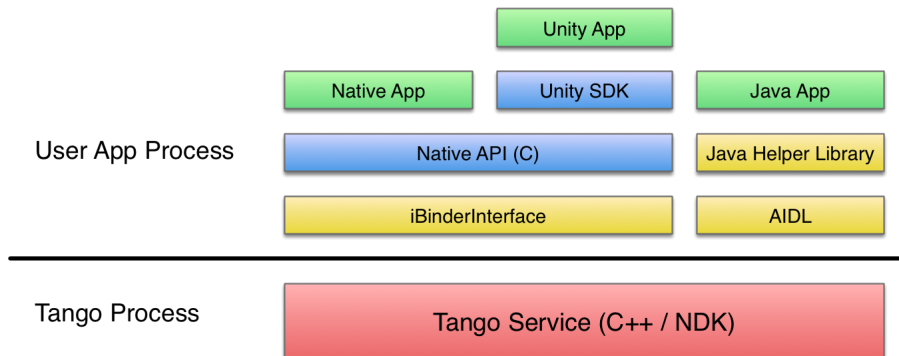 Unity App
Native App Unity SDK Java App
User App Process Native API (C) Java Helper Library
iBinderInterface AIDL
Tango Process Tango Service (C++ / NDK)